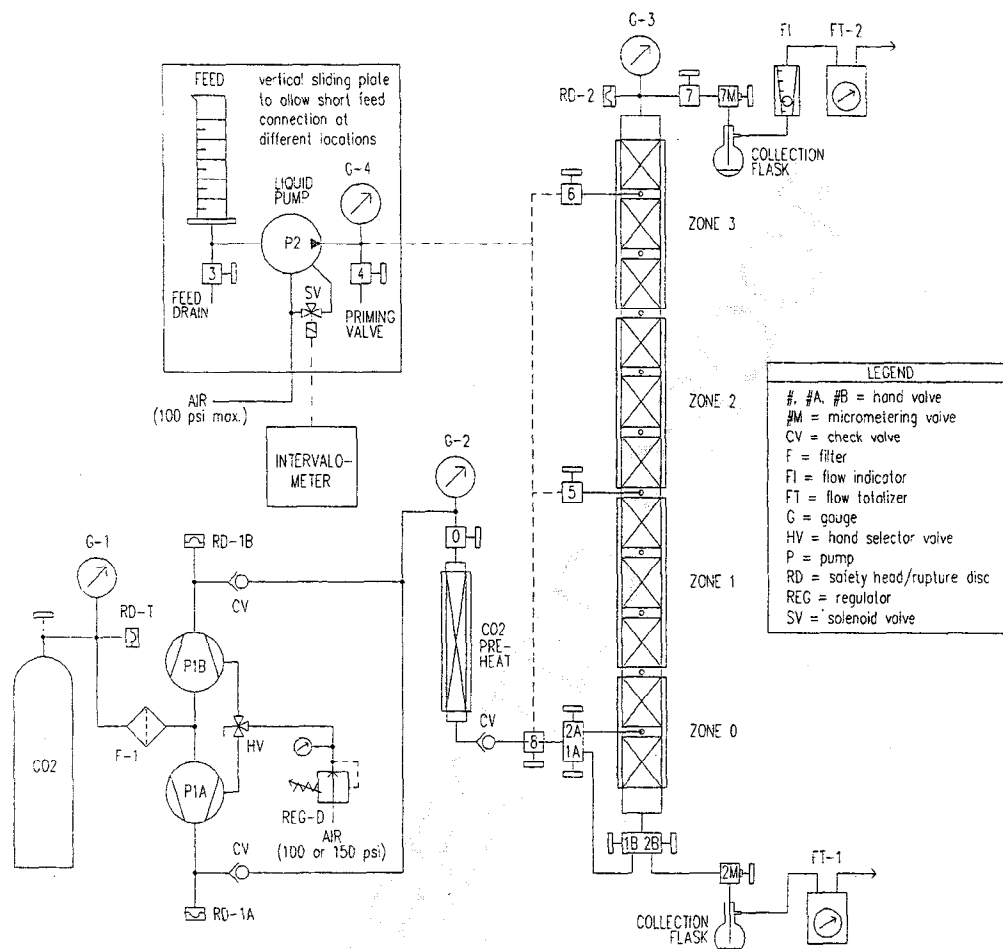 FEED
vertical sliding plate
to allow short feed
connection at
different locations
G-4
LIQUID
PUMP
P2
3
4
SV
FEED
DRAIN
PRIMING
VALVE
AIR
(100 psi max.)
INTERVALO-
METER
G-3
RD-2
7
7M
FI
FT-2
COLLECTION
FLASK
6
ZONE 3
ZONE 2
5
ZONE 1
ZONE 0
G-2
0
CO2
PRE-
HEAT
CV
8
2A
1A
1B 2B
2M
FT-1
COLLECTION
FLASK
G-1
RD-1B
CV
RD-T
P1B
HV
F-1
P1A
CO2
REG-D
AIR
(100 or 150 psi)
CV
RD-1A
LEGEND
#, #A, #B = hand valve
#M = micrometering valve
CV = check valve
F = filter
FI = flow indicator
FT = flow totalizer
G = gauge
HV = hand selector valve
P = pump
RD = safety head/rupture disc
REG = regulator
SV = solenoid valve